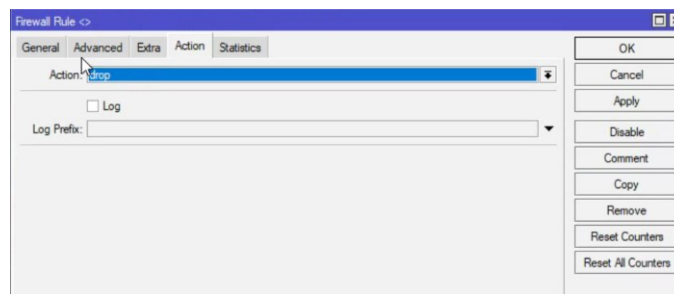 Firewall Rule <>
General Advanced Extra Action Statistics
Action: drop
Log
Log Prefix:
OK
Cancel
Apply
Disable
Comment
Copy
Remove
Reset Counters
Reset All Counters